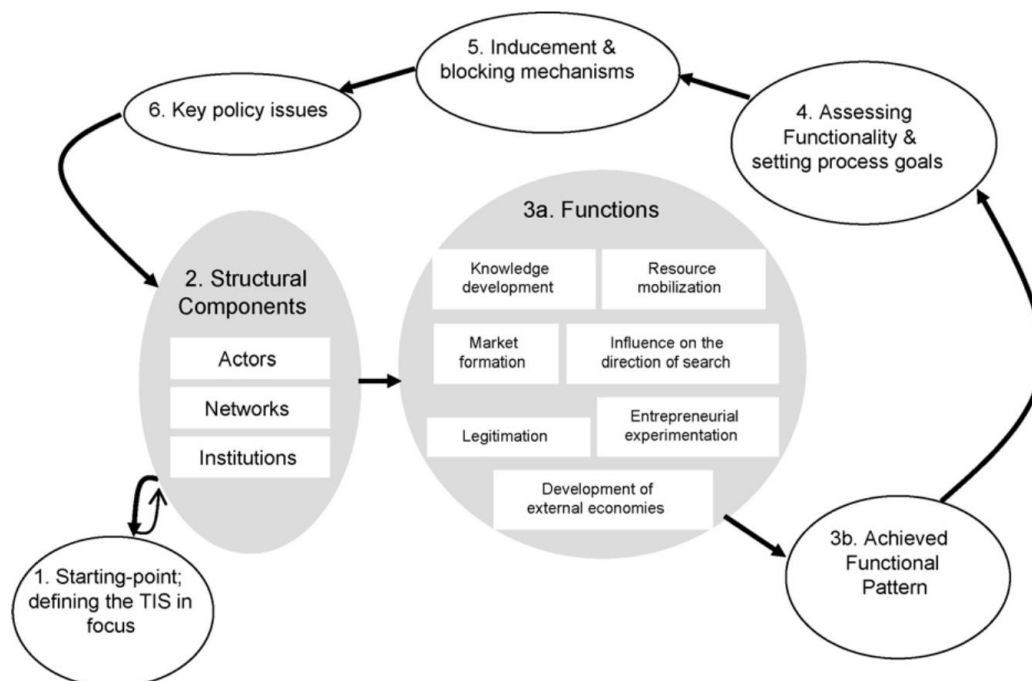 5. Inducement &
blocking mechanisms
6. Key policy issues
4. Assessing
Functionality &
setting process goals
3a. Functions
Knowledge
development
Resource
mobilization
2. Structural
Components
Market
formation
Influence on the
direction of search
Actors
Networks
Entrepreneurial
experimentation
Legitimation
Institutions
Development of
external economies
3b. Achieved
Functional
Pattern
1. Starting-point;
defining the TIS in
focus